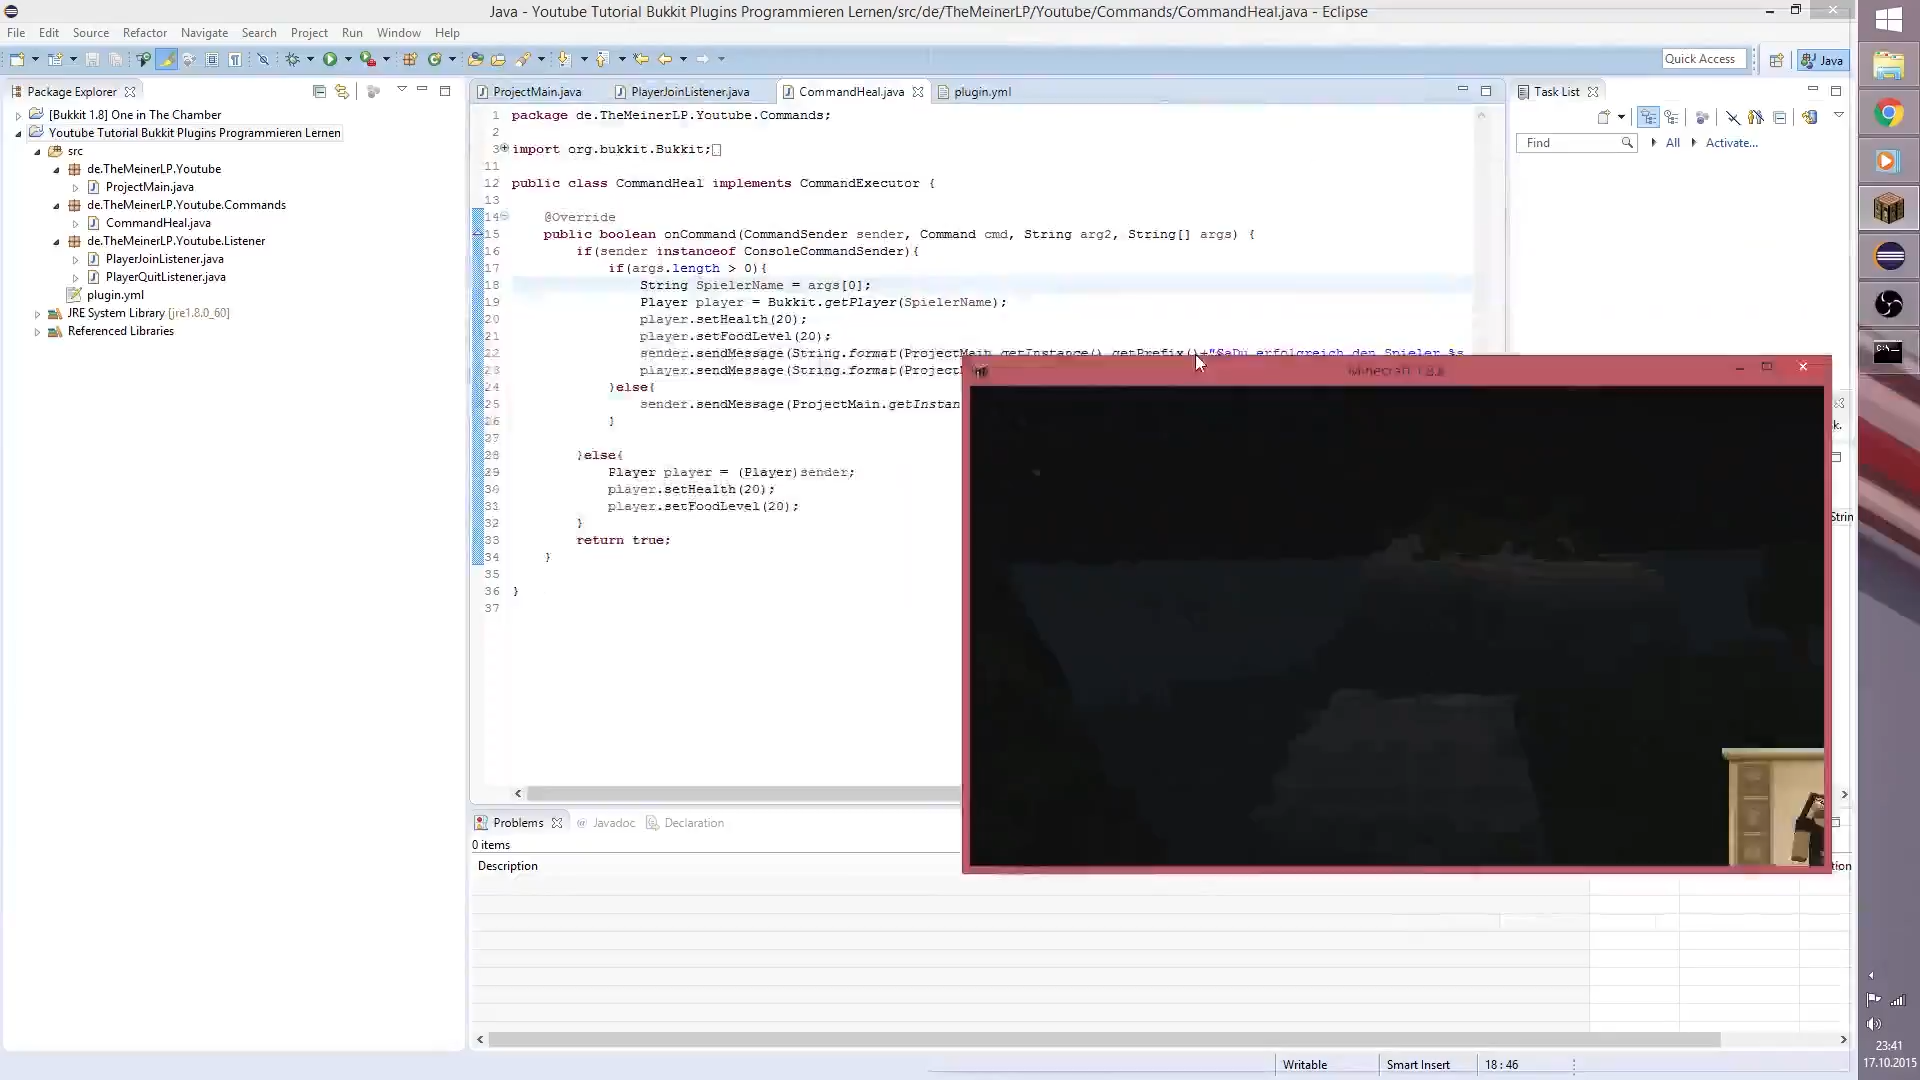 Java - Youtube Tutorial Bukkit Plugins Programmieren Lernen/src/de/TheMeinerLP/Youtube/Commands/CommandHeal.java - Eclipse
File Edit Source Refactor Navigate Search Project Run Window Help
Quick Access
Java
Package Explorer
[Bukkit 1.8] One in The Chamber
Youtube Tutorial Bukkit Plugins Programmieren Lernen
src
de.TheMeinerLP.Youtube
ProjectMain.java
de.TheMeinerLP.Youtube.Commands
CommandHeal.java
de.TheMeinerLP.Youtube.Listener
PlayerJoinListener.java
PlayerQuitListener.java
plugin.yml
JRE System Library [jre1.8.0_60]
Referenced Libraries
ProjectMain.java PlayerJoinListener.java CommandHeal.java plugin.yml
1 package de.TheMeinerLP.Youtube.Commands;
2
3 import org.bukkit.Bukkit;
11
12 public class CommandHeal implements CommandExecutor {
13
14 @Override
15 public boolean onCommand(CommandSender sender, Command cmd, String arg2, String[] args) {
16 if(sender instanceof ConsoleCommandSender){
17 if(args.length > 0){
18 String SpielerName = args[0];
19 Player player = Bukkit.getPlayer(SpielerName);
20 player.setHealth(20);
21 player.setFoodLevel(20);
22 sender.sendMessage(String.format(ProjectMain.getInstance().getPrefix()+"§aDu erfolgreich den Spieler %s
23 player.sendMessage(String.format(ProjectM
24 }else{
25 sender.sendMessage(ProjectMain.getInstan
26 }
27
28 }else{
29 Player player = (Player)sender;
30 player.setHealth(20);
31 player.setFoodLevel(20);
32 }
33 return true;
34 }
35
36 }
37
Task List
Find
All
Activate...
Minecraft 1.8.8
k.
Strin
Problems Javadoc Declaration
0 items
Description
tion
Writable
Smart Insert
18 : 46
23:41
17.10.2015